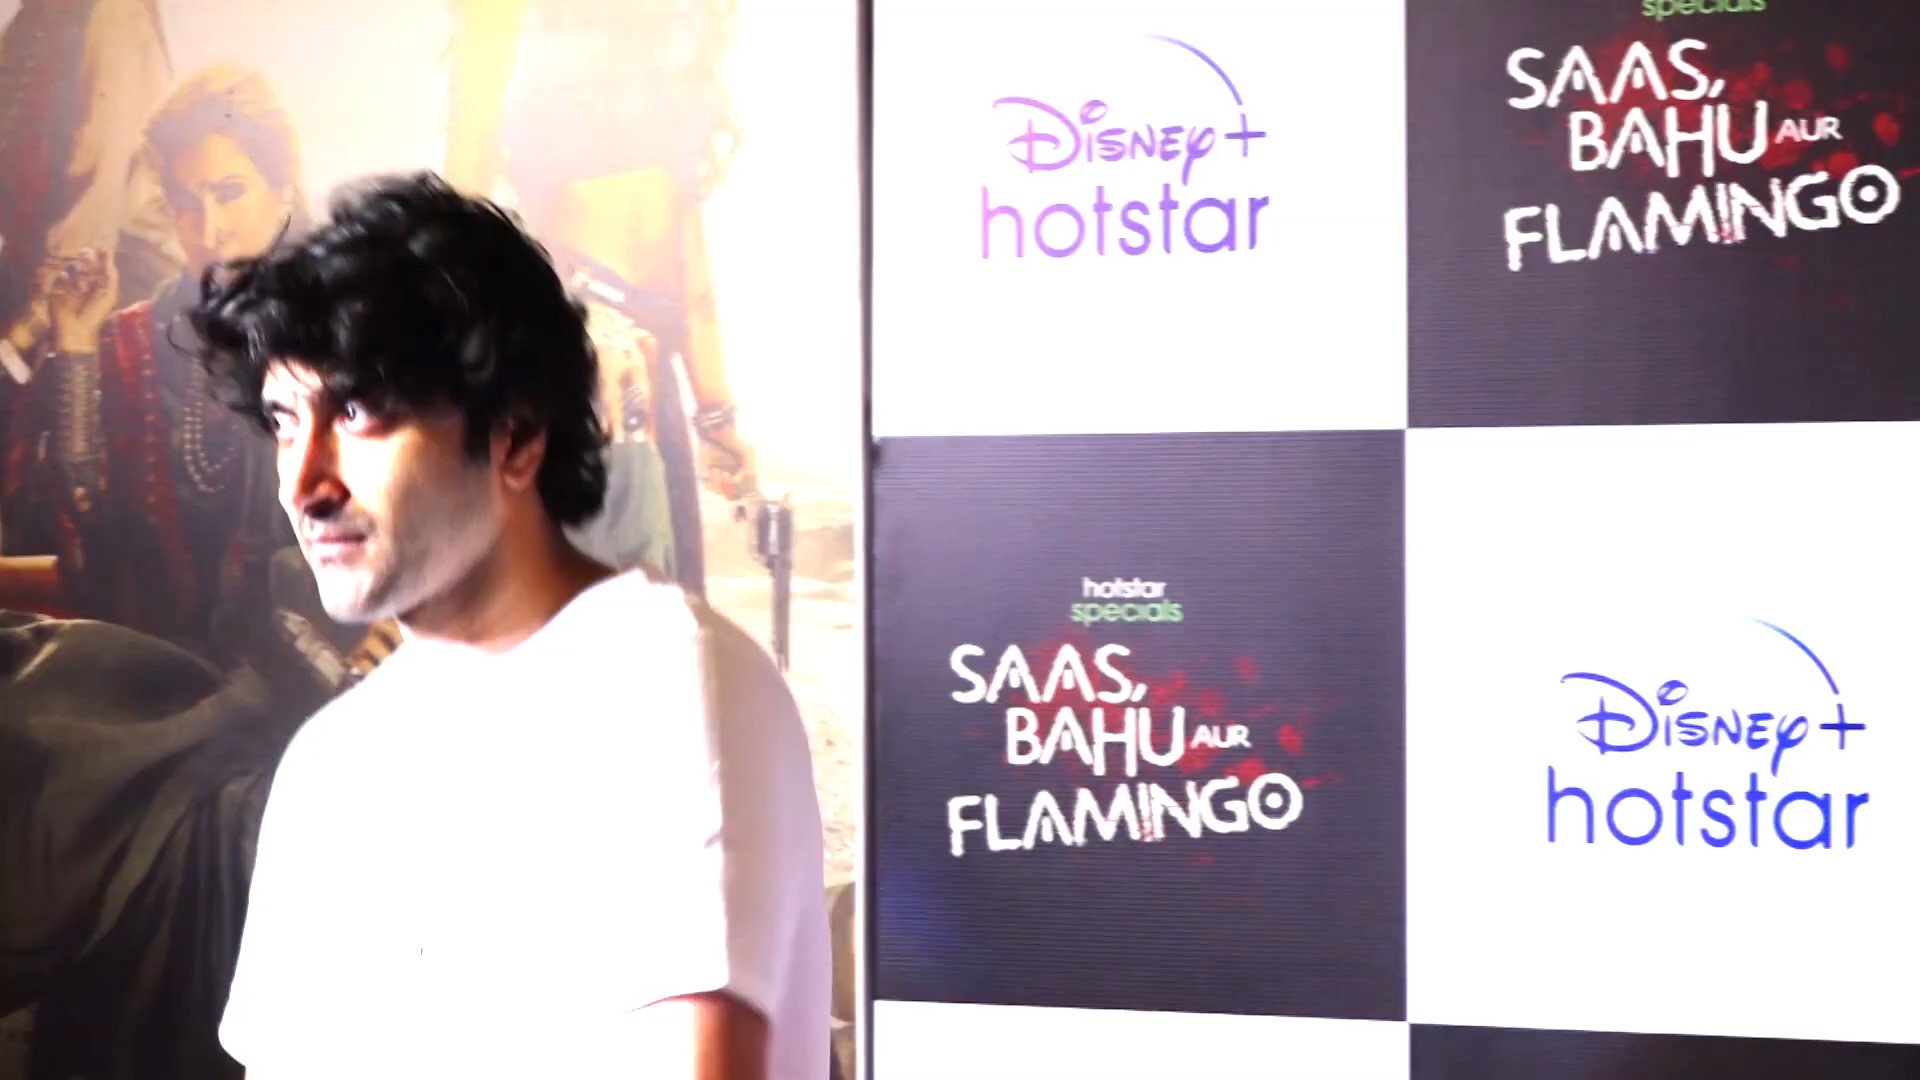 Disney+
hotstar
specials
SAAS,
BAHU AUR
FLAMINGO
hotstar
specials
SAAS,
BAHU AUR
FLAMINGO
Disney+
hotstar